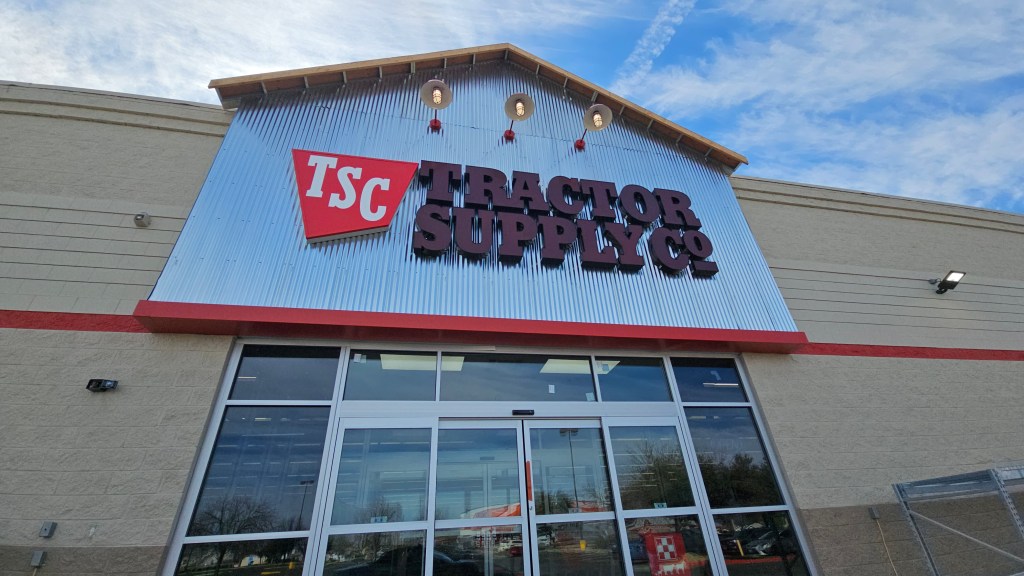 TSC
TRACTOR
SUPPLY CO